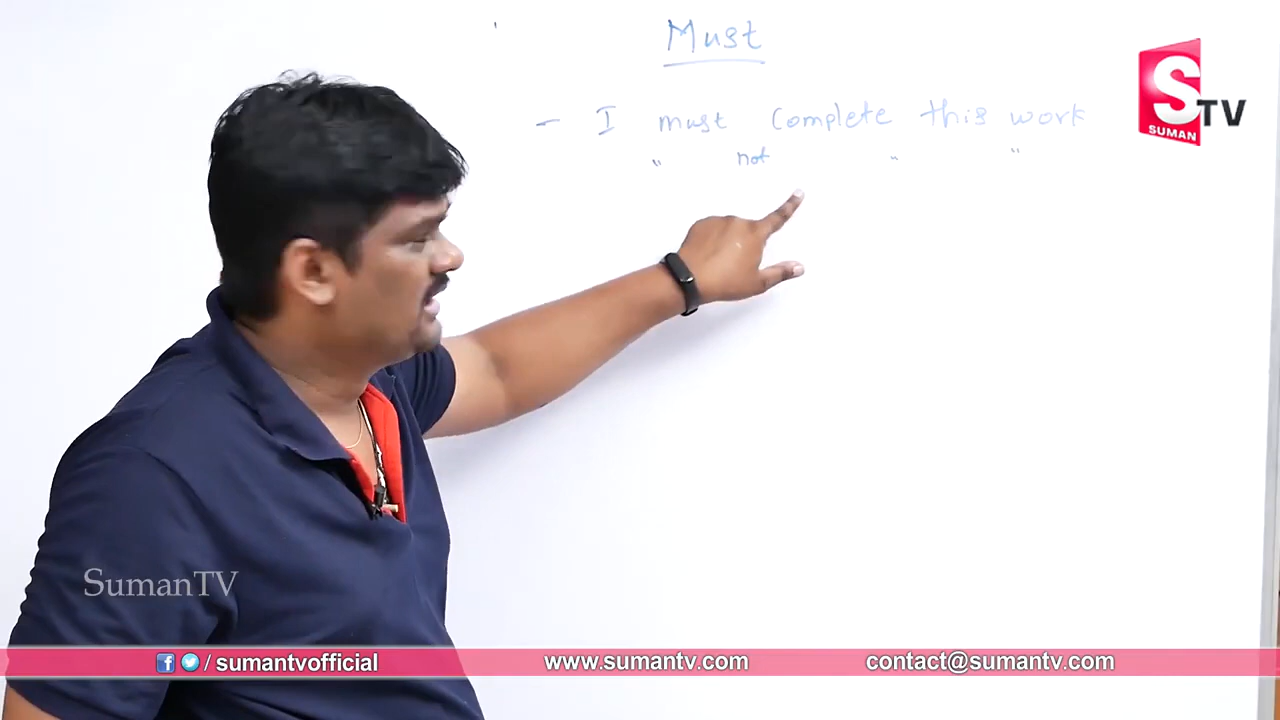 Must
- I must complete this work
" not " "
S TV
SUMAN
SumanTV
/ sumantvofficial
www.sumantv.com
contact@sumantv.com